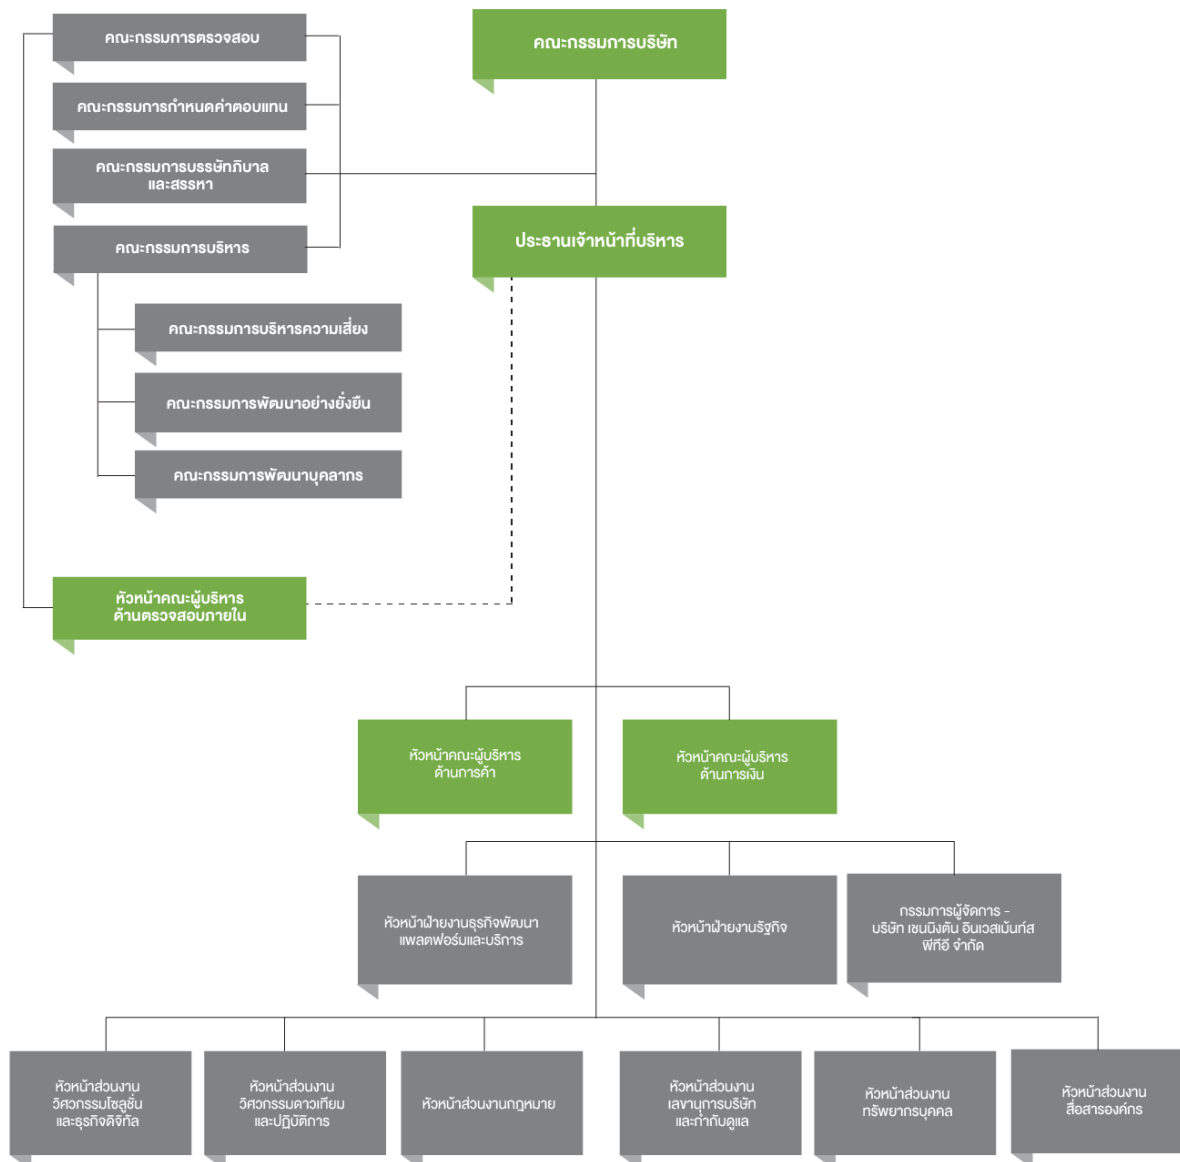 คณะกรรมการตรวจสอบ
คณะกรรมการบริษัท
คณะกรรมการกำหนดค่าตอบแทน
คณะกรรมการบรรษัทภิบาล
และสรรหา
คณะกรรมการบริหาร
ประธานเจ้าหน้าที่บริหาร
คณะกรรมการบริหารความเสี่ยง
คณะกรรมการพัฒนาอย่างยั่งยืน
คณะกรรมการพัฒนาบุคลากร
หัวหน้าคณะผู้บริหาร
ด้านตรวจสอบภายใน
หัวหน้าคณะผู้บริหาร
ด้านการค้า
หัวหน้าคณะผู้บริหาร
ด้านการเงิน
หัวหน้าฝ่ายงานธุรกิจพัฒนา
แพลตฟอร์มและบริการ
หัวหน้าฝ่ายงานรัฐกิจ
กรรมการผู้จัดการ -
บริษัท เชนนิงตัน อินเวสเม้นท์ส
พีทีอี จำกัด
หัวหน้าส่วนงาน
วิศวกรรมโซลูชั่น
และธุรกิจดิจิทัล
หัวหน้าส่วนงาน
วิศวกรรมดาวเทียม
และปฏิบัติการ
หัวหน้าส่วนงานกฎหมาย
หัวหน้าส่วนงาน
เลขานุการบริษัท
และกำกับดูแล
หัวหน้าส่วนงาน
ทรัพยากรบุคคล
หัวหน้าส่วนงาน
สื่อสารองค์กร